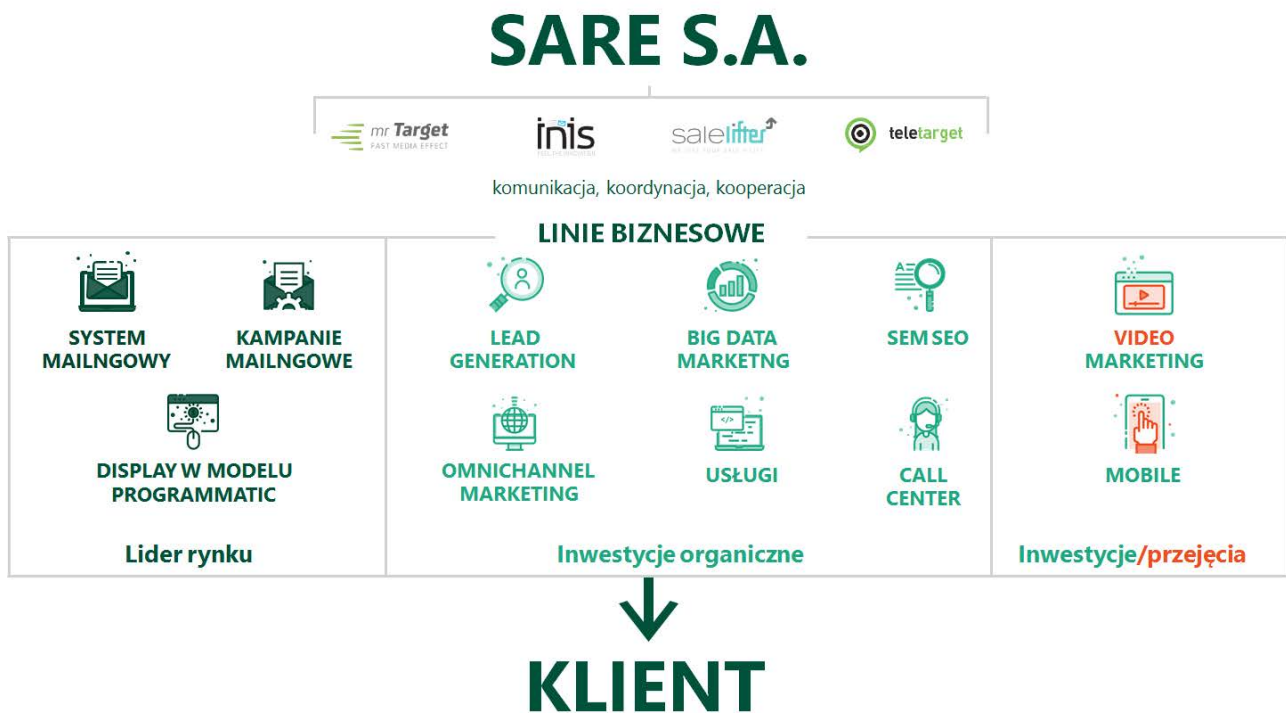 SARE S.A.
mr Target
FAST MEDIA EFFECT
inis
salelifter
teletarget
komunikacja, koordynacja, kooperacja
LINIE BIZNESOWE
SYSTEM
MAILNGOWY
KAMPANIE
MAILNGOWE
DISPLAY W MODELU
PROGRAMMATIC
Lider rynku
LEAD
GENERATION
BIG DATA
MARKETNG
SEM SEO
OMNICHANNEL
MARKETING
USŁUGI
CALL
CENTER
Inwestycje organiczne
VIDEO
MARKETING
MOBILE
Inwestycje/przejęcia
KLIENT